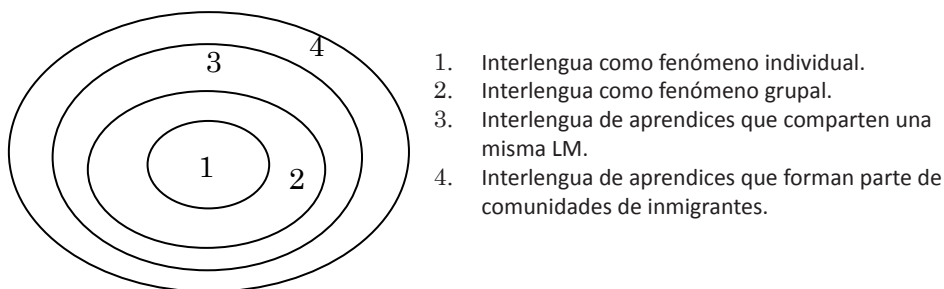 4
3
1
2
1. Interlengua como fenómeno individual.
2. Interlengua como fenómeno grupal.
3. Interlengua de aprendices que comparten una
misma LM.
4. Interlengua de aprendices que forman parte de
comunidades de inmigrantes.